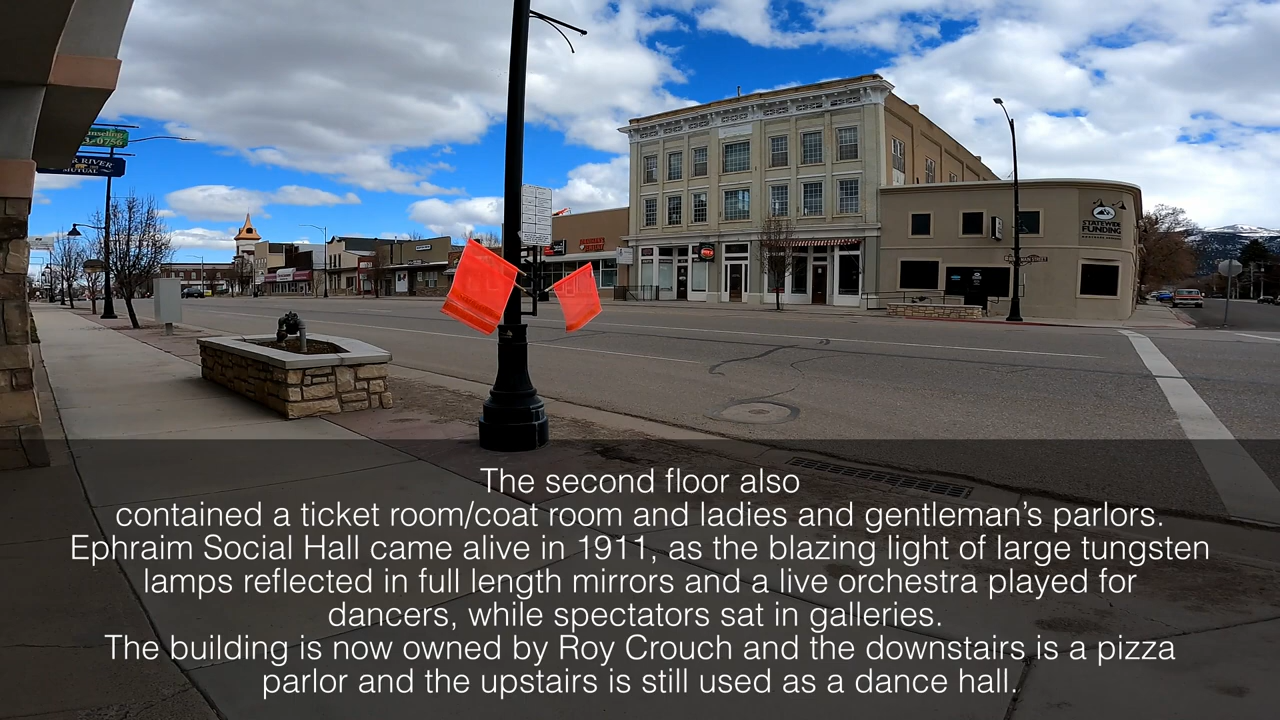 nseling
-0756
R RIVER
MUTUAL
STATEWIDE
FUNDING
The second floor also
contained a ticket room/coat room and ladies and gentleman's parlors.
Ephraim Social Hall came alive in 1911, as the blazing light of large tungsten
lamps reflected in full length mirrors and a live orchestra played for
dancers, while spectators sat in galleries.
The building is now owned by Roy Crouch and the downstairs is a pizza
parlor and the upstairs is still used as a dance hall.